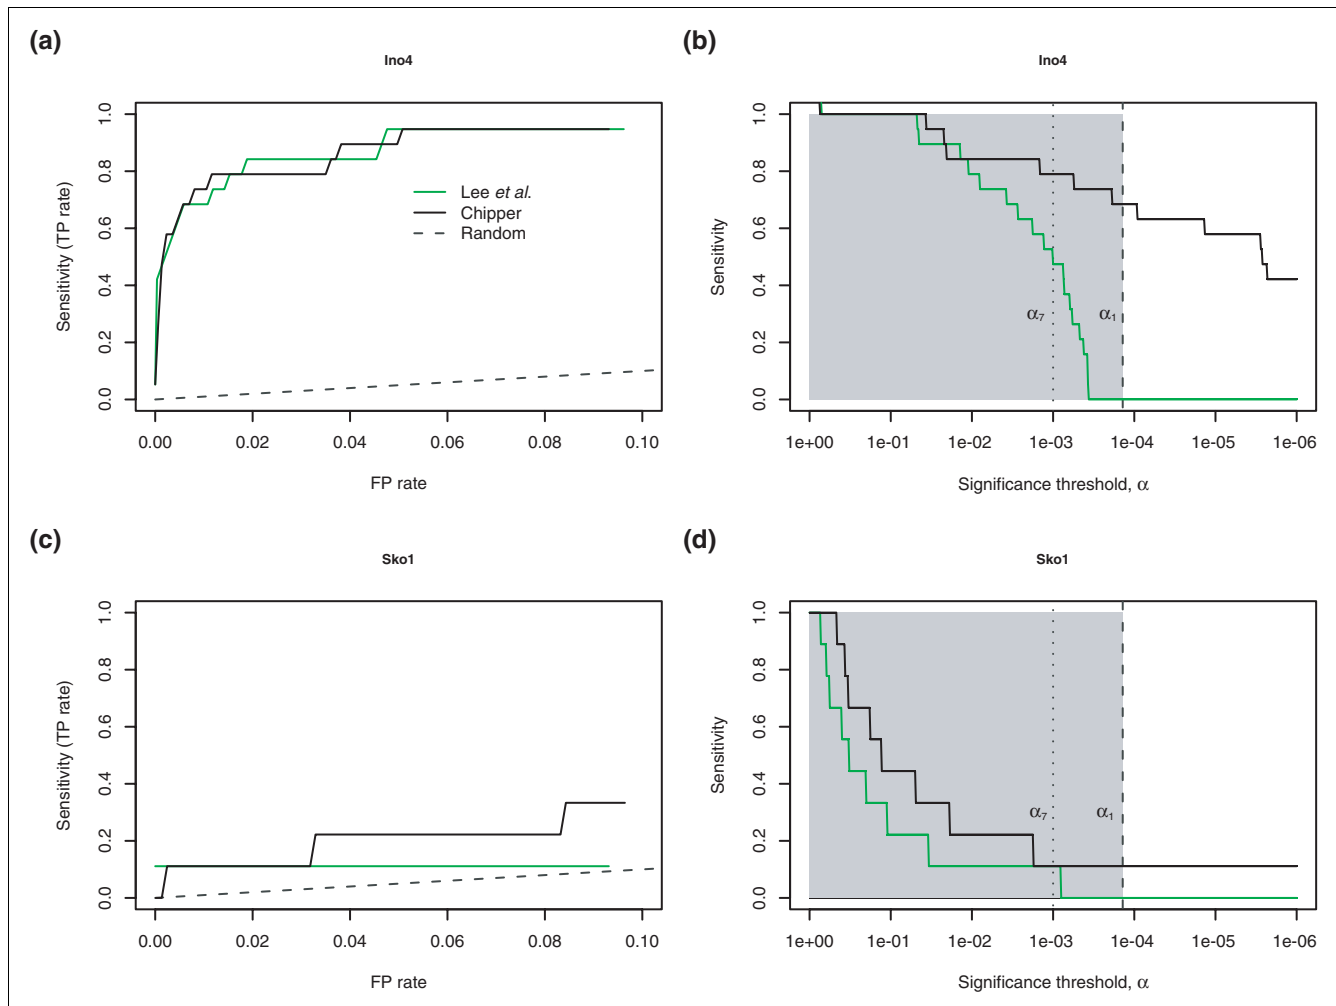 (a)
Ino4
Sensitivity (TP rate)
0.0 0.2 0.4 0.6 0.8 1.0
Lee et al.
Chipper
Random
0.00 0.02 0.04 0.06 0.08 0.10
FP rate
(b)
Ino4
Sensitivity
0.0 0.2 0.4 0.6 0.8 1.0
α7 α1
1e+00 1e-01 1e-02 1e-03 1e-04 1e-05 1e-06
Significance threshold, α
(c)
Sko1
Sensitivity (TP rate)
0.0 0.2 0.4 0.6 0.8 1.0
0.00 0.02 0.04 0.06 0.08 0.10
FP rate
(d)
Sko1
Sensitivity
0.0 0.2 0.4 0.6 0.8 1.0
α7 α1
1e+00 1e-01 1e-02 1e-03 1e-04 1e-05 1e-06
Significance threshold, α